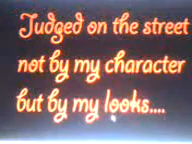 Judged on the street
not by my character
but by my looks....